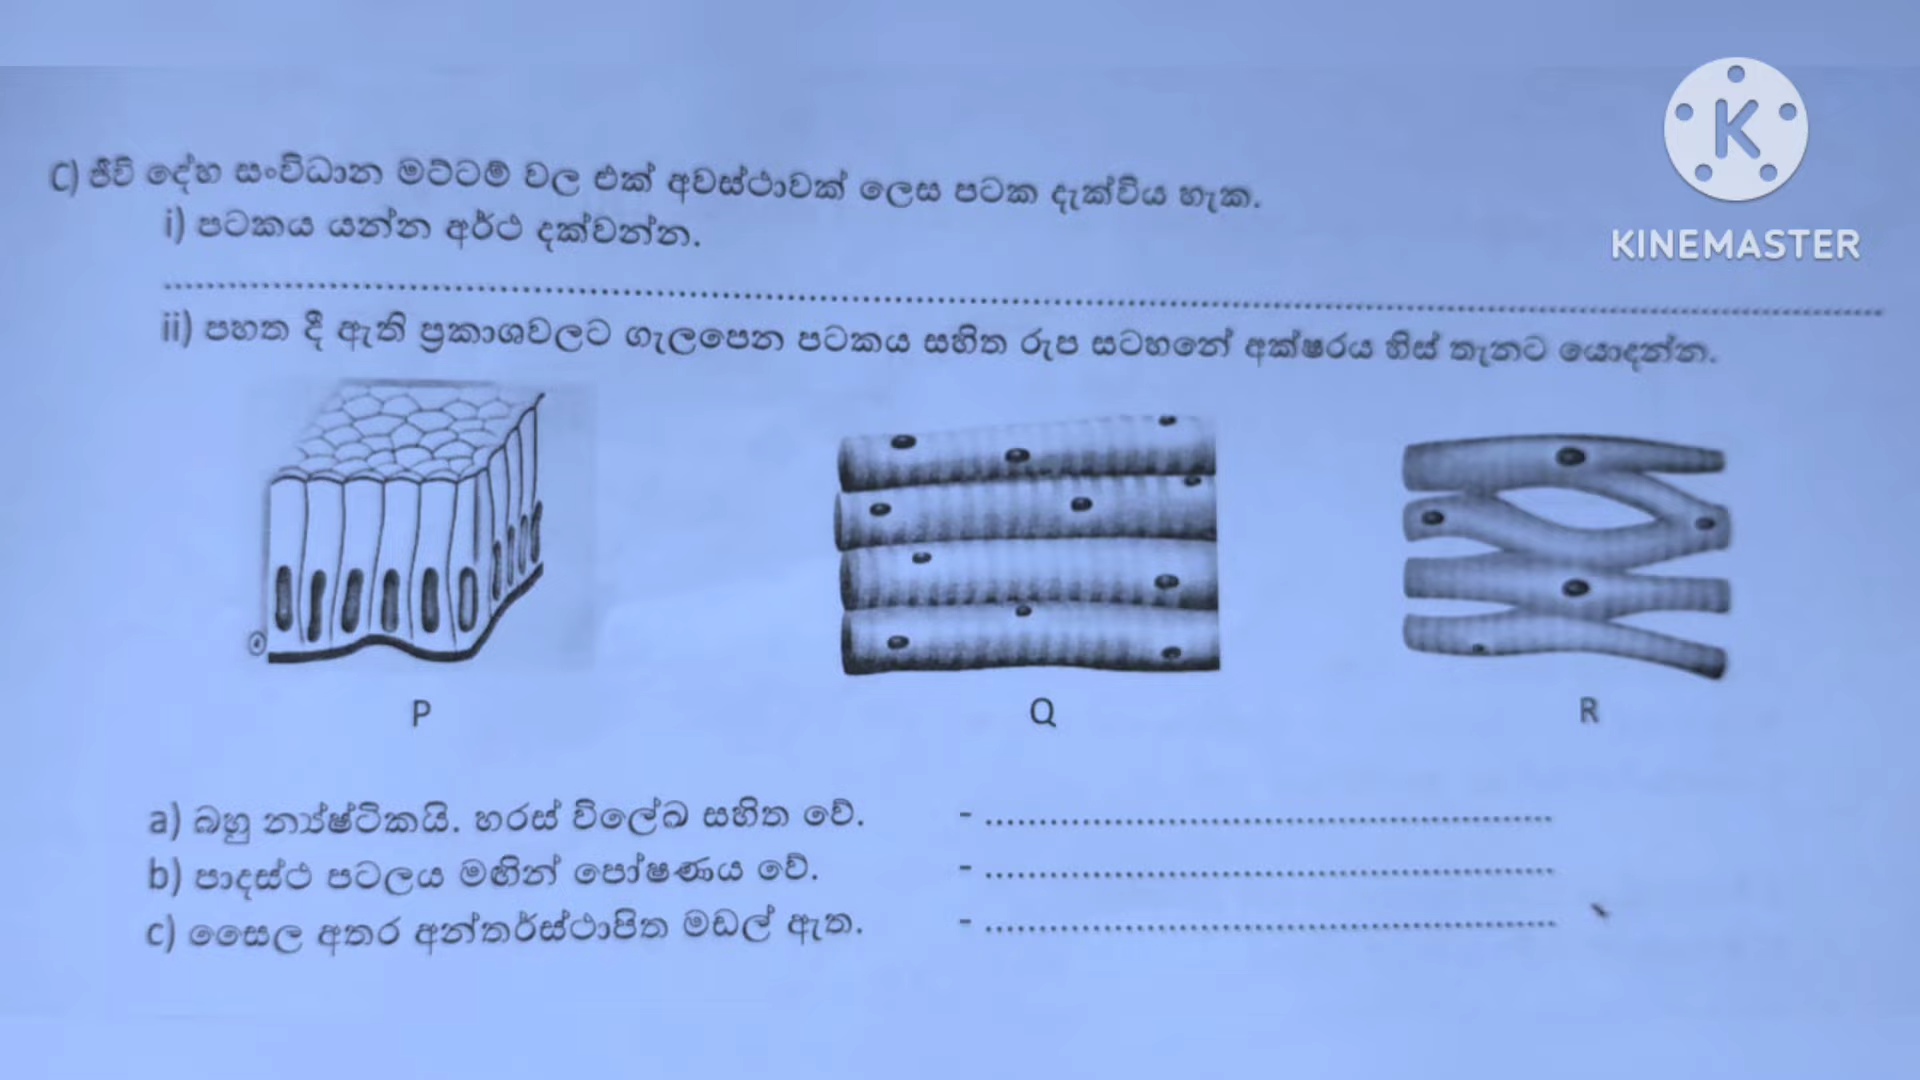 C) ජීවී දේහ සංවිධාන මට්ටම් වල එක් අවස්ථාවක් ලෙස පටක දැක්විය හැක.
i) පටකය යන්න අර්ථ දක්වන්න.
ii) පහත දී ඇති ප්‍රකාශවලට ගැලපෙන පටකය සහිත රූප සටහනේ අක්ෂරය හිස් තැනට යොදන්න.
P
Q
R
a) බහු න්‍යෂ්ටිකයි. හරස් විලේඛ සහිත වේ. - ..................................................
b) පාදස්ථ පටලය මඟින් පෝෂණය වේ. - ..................................................
c) සෛල අතර අන්තර්ස්ථාපිත මඩල් ඇත. - ..................................................
K
KINEMASTER